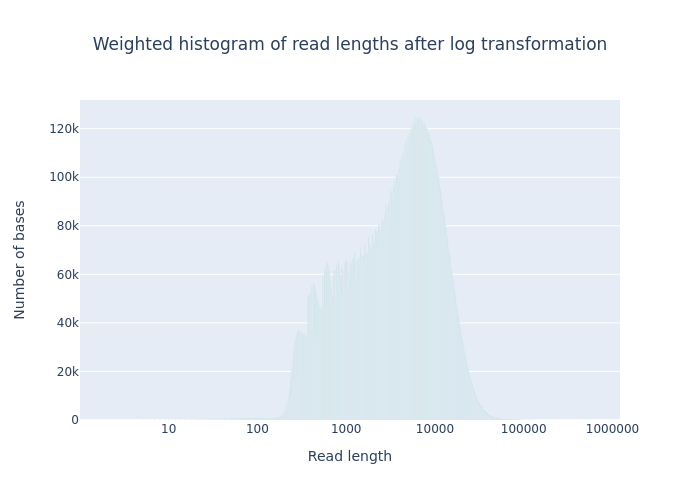 Weighted histogram of read lengths after log transformation
120k
100k
80k
60k
40k
20k
0
Number of bases
10 100 1000 10000 100000 1000000
Read length